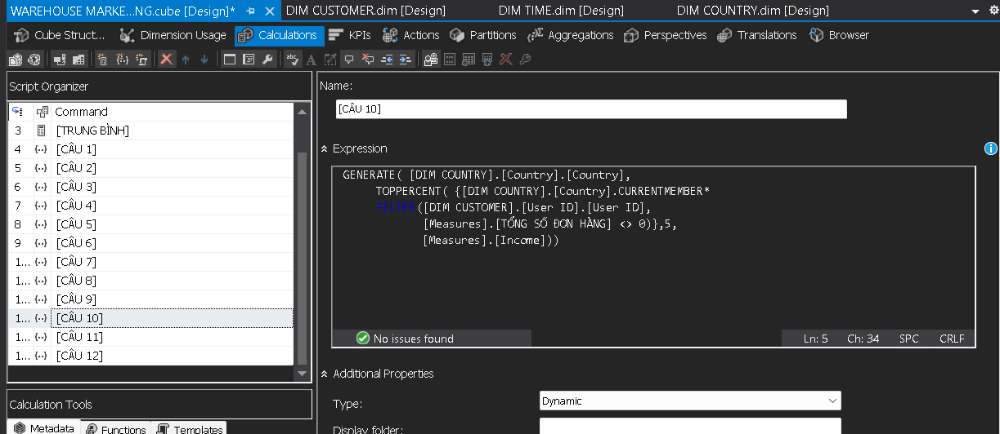 WAREHOUSE MARKE...NG.cube [Design]*
DIM CUSTOMER.dim [Design]
DIM TIME.dim [Design]
DIM COUNTRY.dim [Design]
Cube Struct...
Dimension Usage
Calculations
KPIs
Actions
Partitions
Aggregations
Perspectives
Translations
Browser
Script Organizer
Command
3 [TRUNG BÌNH]
4 [CÂU 1]
5 [CÂU 2]
6 [CÂU 3]
7 [CÂU 4]
8 [CÂU 5]
9 [CÂU 6]
1... [CÂU 7]
1... [CÂU 8]
1... [CÂU 9]
1... [CÂU 10]
1... [CÂU 11]
1... [CÂU 12]
Calculation Tools
Metadata
Functions
Templates
Name:
[CÂU 10]
Expression
GENERATE( [DIM COUNTRY].[Country].[Country],
TOPPERCENT( {[DIM COUNTRY].[Country].CURRENTMEMBER*
FILTER([DIM CUSTOMER].[User ID].[User ID],
[Measures].[TỔNG SỐ ĐƠN HÀNG] <> 0)},5,
[Measures].[Income]))
No issues found
Ln: 5 Ch: 34 SPC CRLF
Additional Properties
Type:
Dynamic
Display folder: